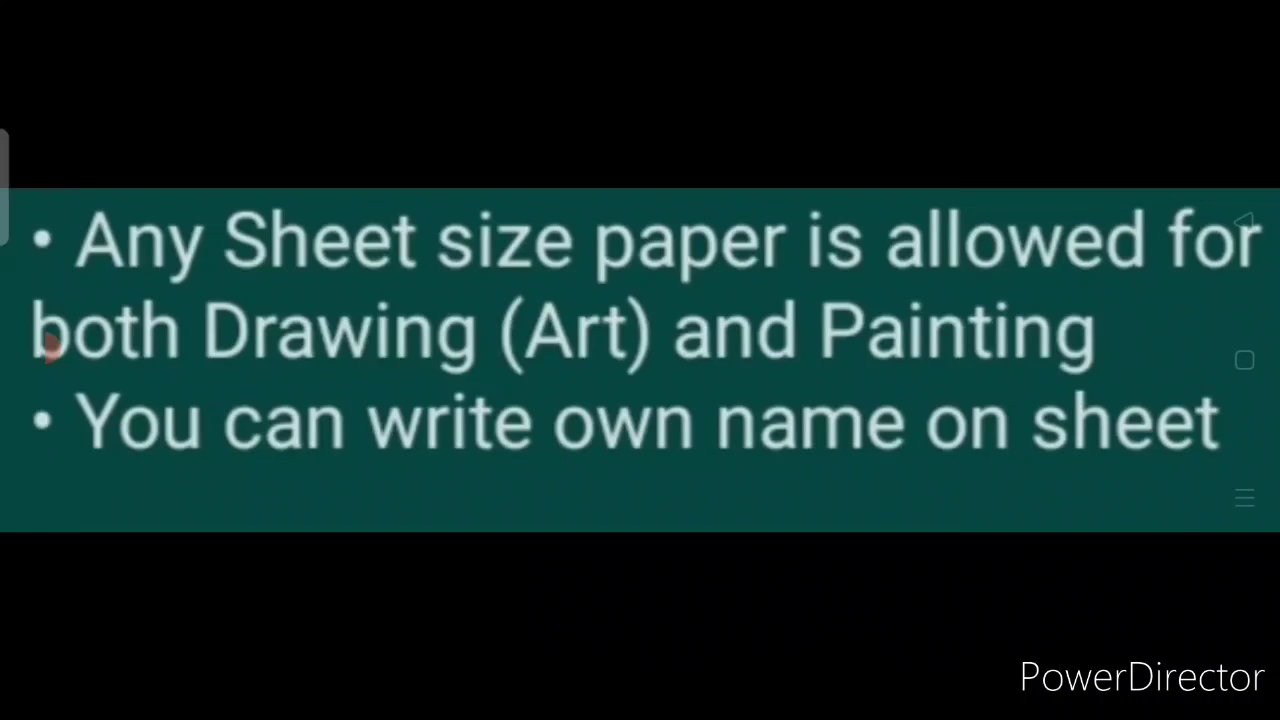 • Any Sheet size paper is allowed for
both Drawing (Art) and Painting
• You can write own name on sheet
PowerDirector